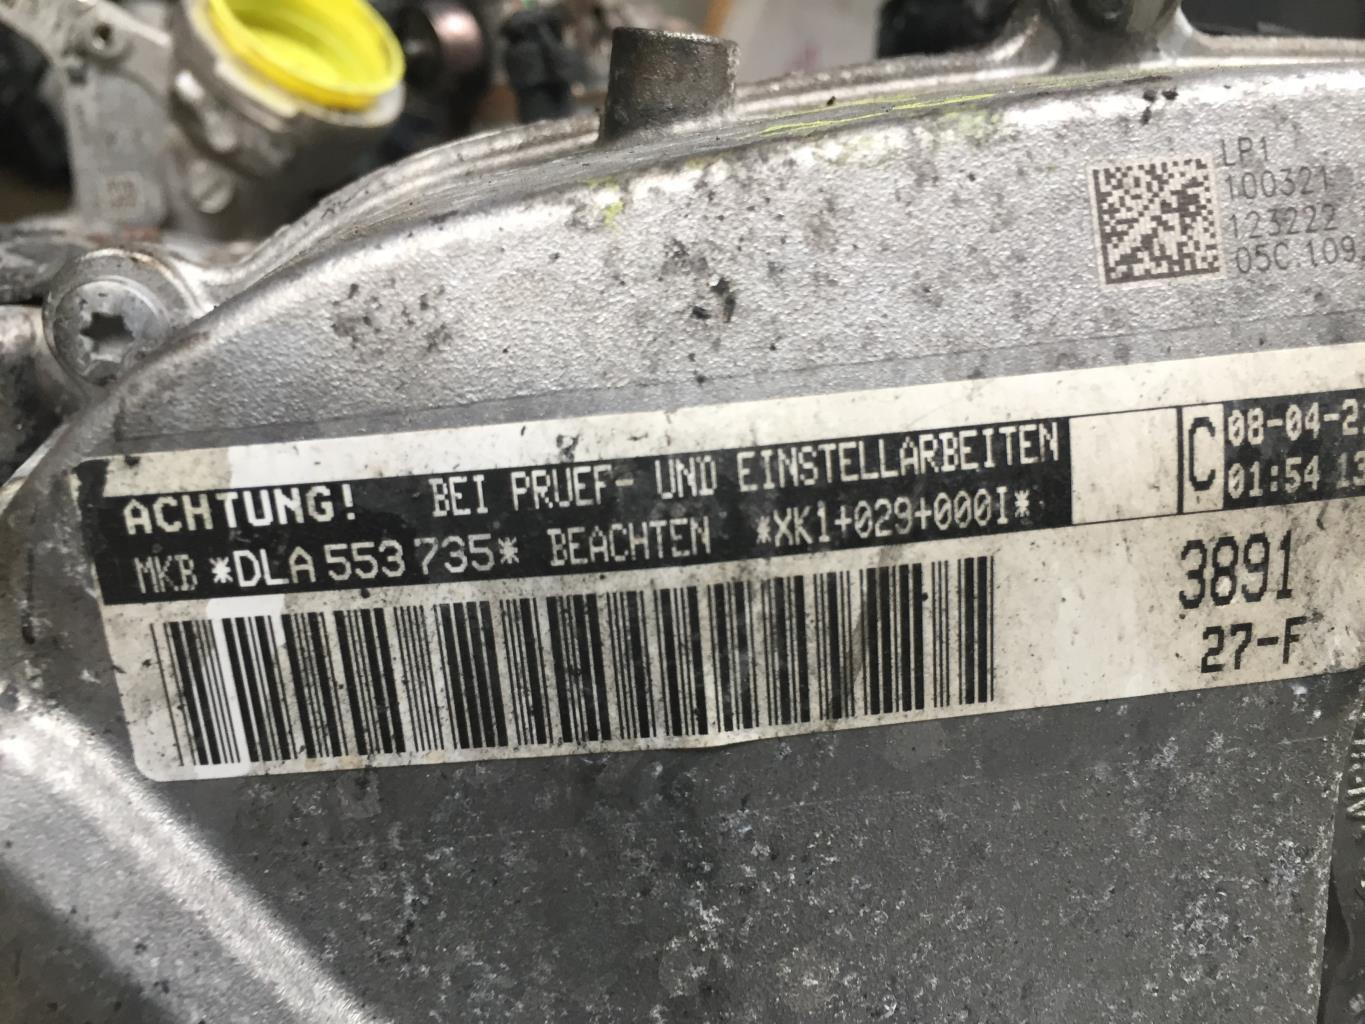 LP1
100321
123222
05C.109
ACHTUNG! BEI PRUEF- UND EINSTELLARBEITEN
MKB *DLA 553 735* BEACHTEN *XK1+029+000I*
C
08-04-2
01:54 13
3891
27-F